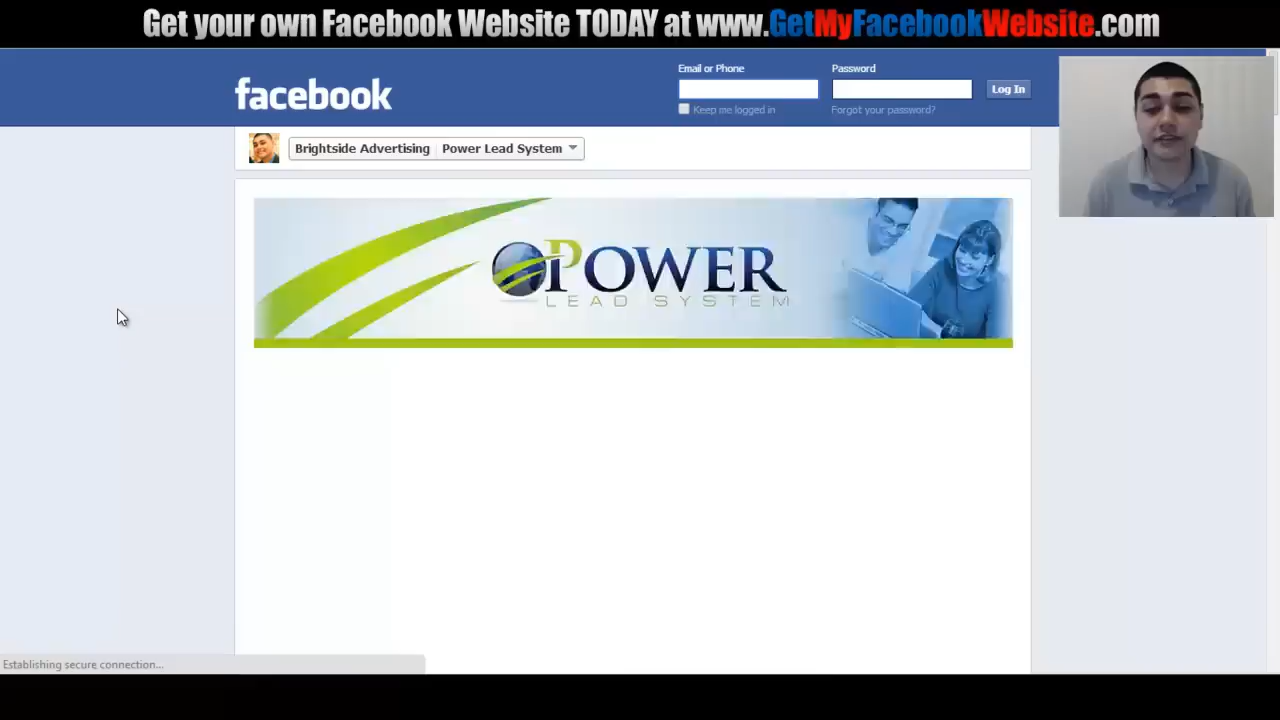 Get your own Facebook Website TODAY at www.GetMyFacebookWebsite.com
Email or Phone
Password
facebook
Log In
Keep me logged in
Forgot your password?
Brightside Advertising
Power Lead System
POWER
LEAD SYSTEM
Establishing secure connection...